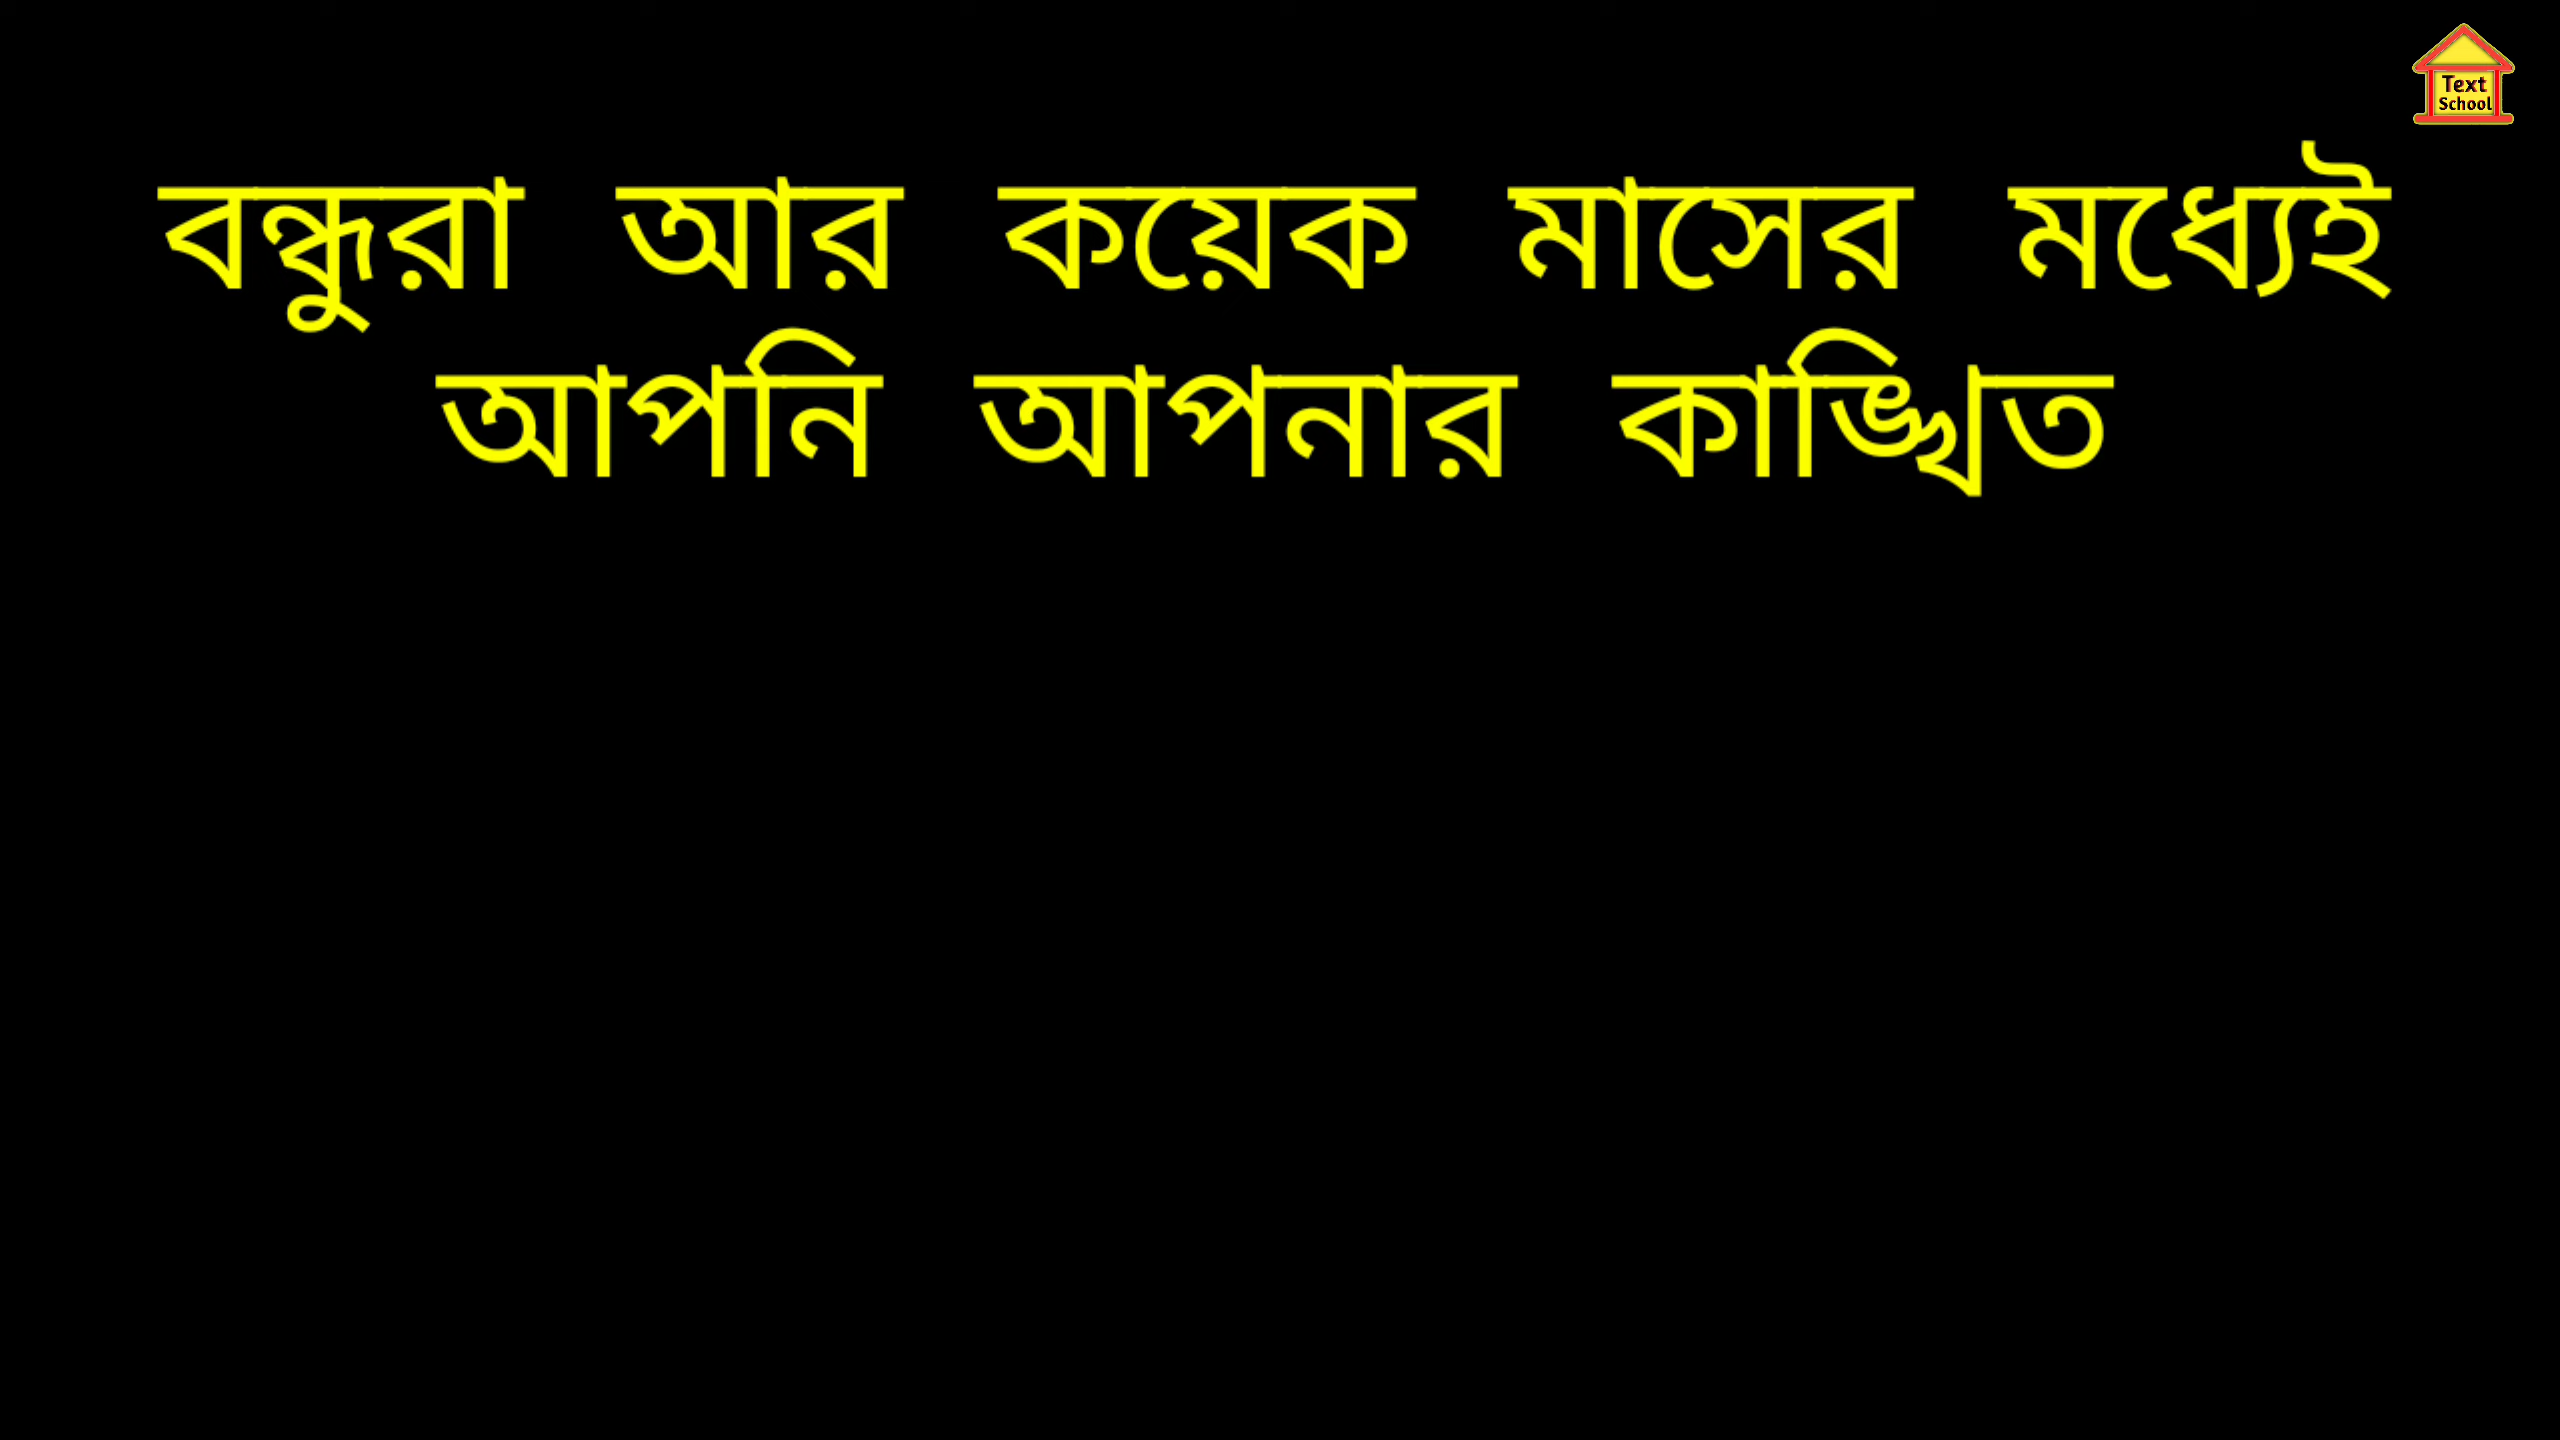 Text
School
বন্ধুরা আর কয়েক মাসের মধ্যেই
আপনি আপনার কাঙ্খিত